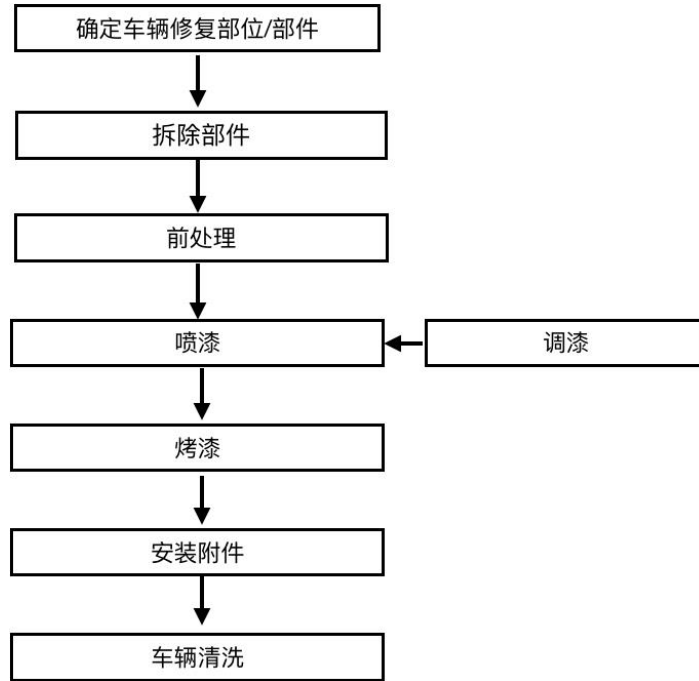 确定车辆修复部位/部件
拆除部件
前处理
喷漆
调漆
烤漆
安装附件
车辆清洗